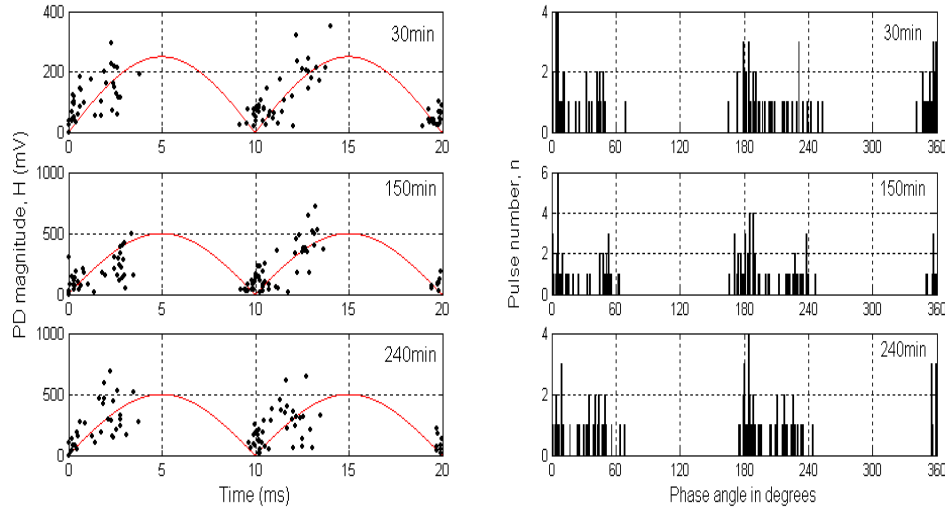 PD magnitude, H (mV)
400
200
0
30min
0 5 10 15 20
1000
500
0
150min
0 5 10 15 20
1000
500
0
240min
0 5 10 15 20
Time (ms)
Pulse number, n
4
2
0
30min
0 60 120 180 240 300 360
6
4
2
0
150min
0 60 120 180 240 300 360
4
2
0
240min
0 60 120 180 240 300 360
Phase angle in degrees